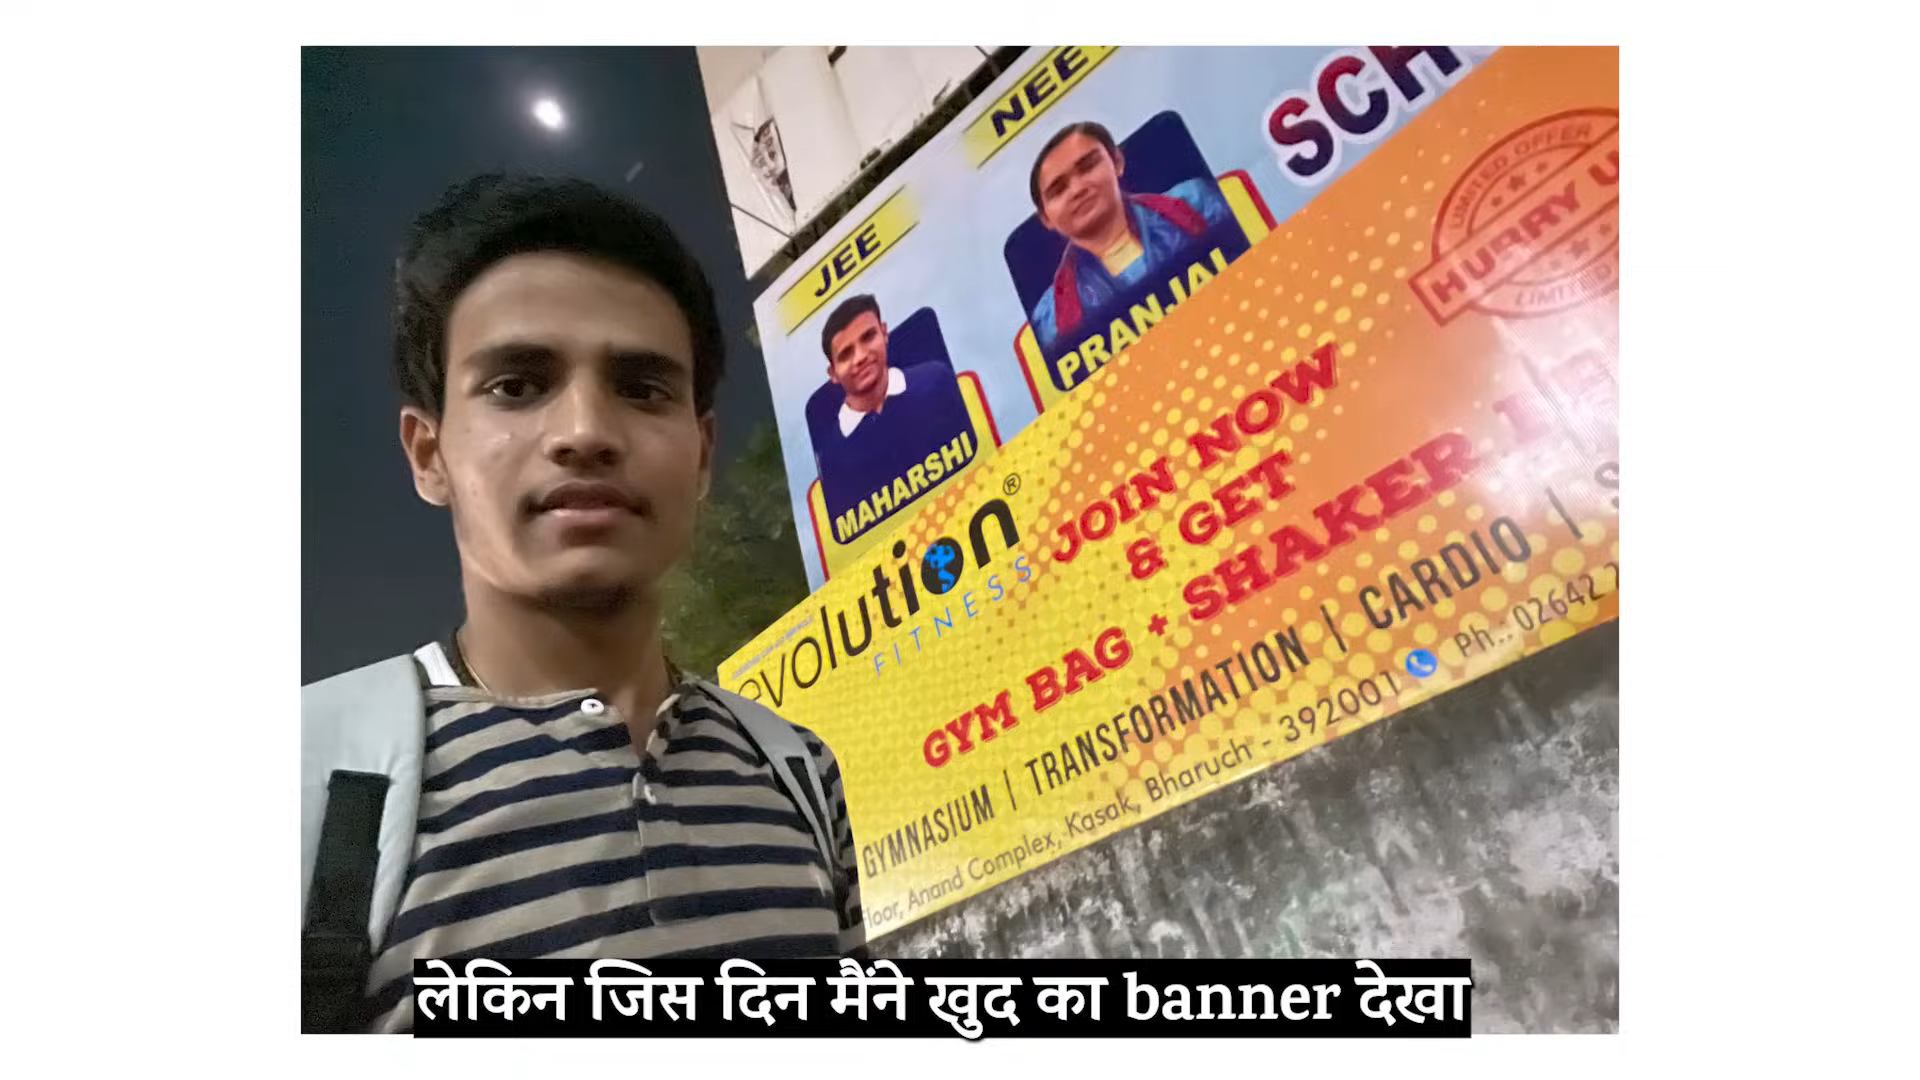 NEE
SCH
LIMITED OFFER
HURRY U
JEE
PRANJAL
MAHARSHI
evolution®
FITNESS
JOIN NOW
& GET
GYM BAG + SHAKER
GYMNASIUM | TRANSFORMATION | CARDIO | S
floor, Anand Complex, Kasak, Bharuch - 392001 Ph.: 02642 2
लेकिन जिस दिन मैंने खुद का banner देखा